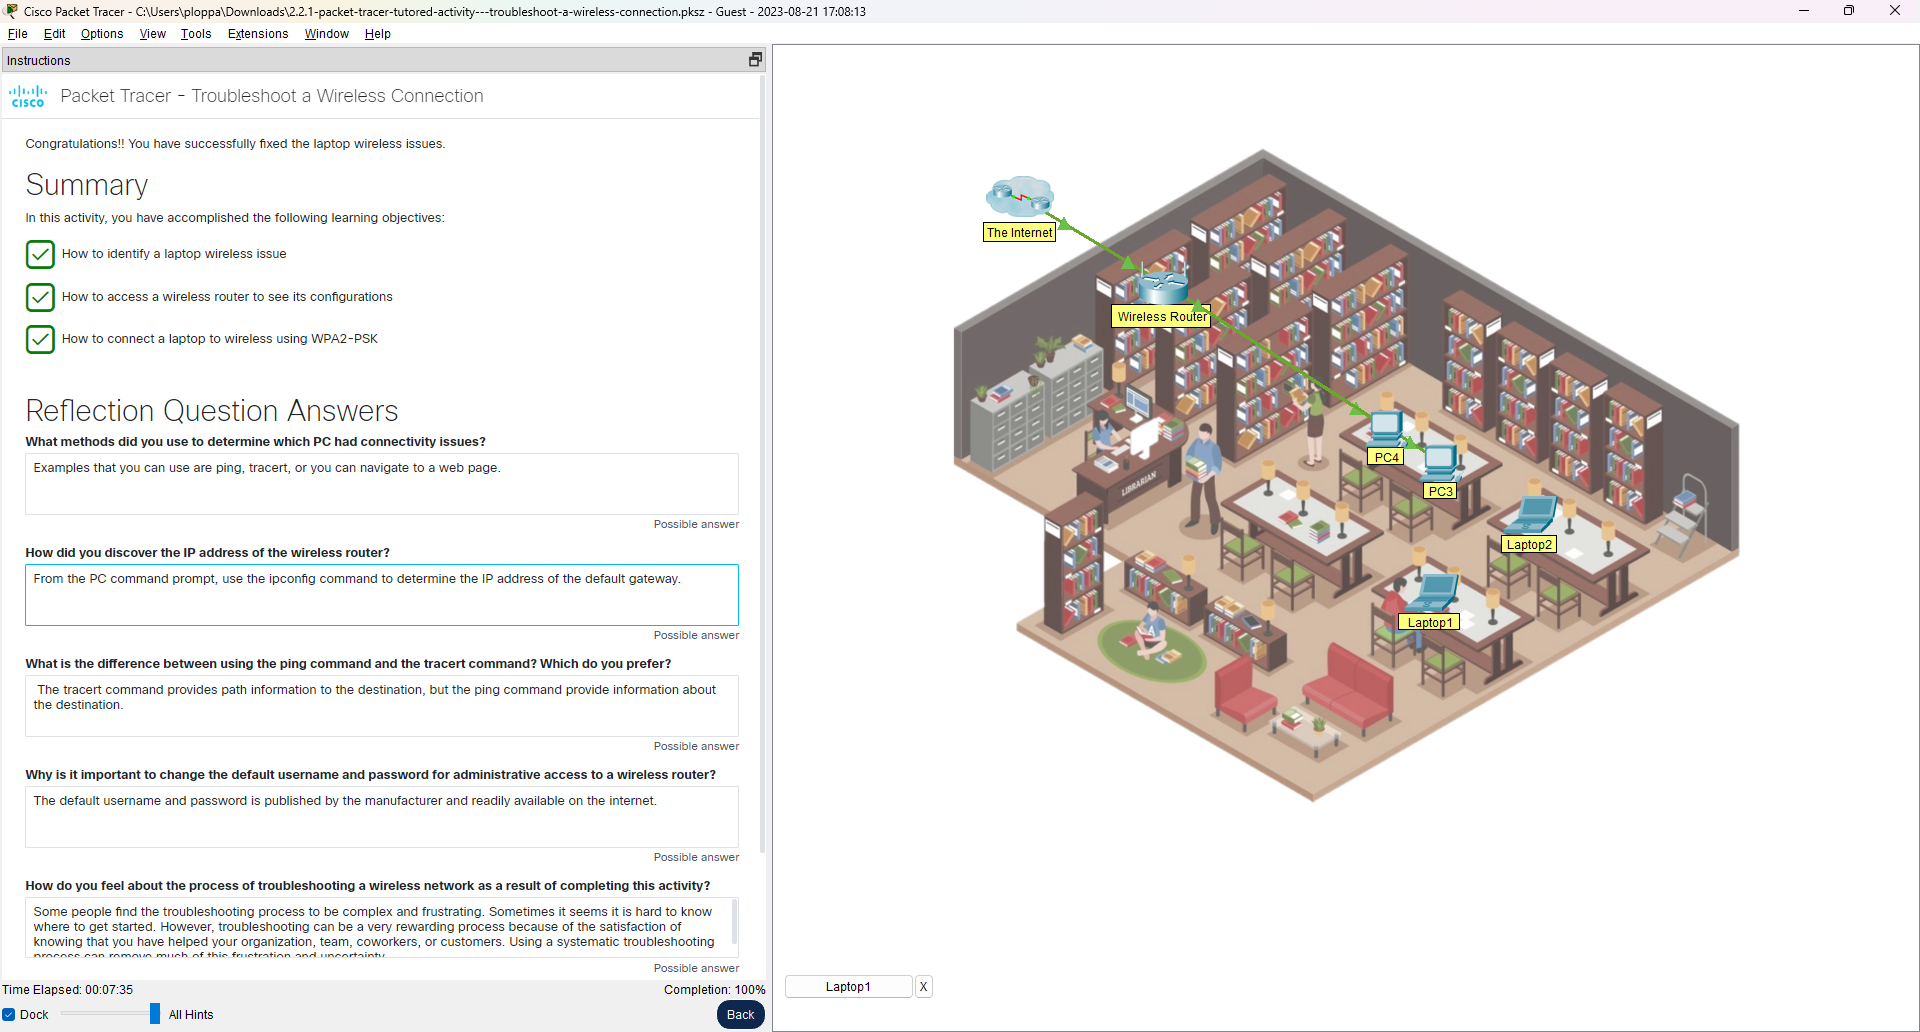 Cisco Packet Tracer - C:\Users\ploppa\Downloads\2.2.1-packet-tracer-tutored-activity---troubleshoot-a-wireless-connection.pksz - Guest - 2023-08-21 17:08:13
File Edit Options View Tools Extensions Window Help
Instructions
CISCO
Packet Tracer - Troubleshoot a Wireless Connection
Congratulations!! You have successfully fixed the laptop wireless issues.
Summary
In this activity, you have accomplished the following learning objectives:
How to identify a laptop wireless issue
How to access a wireless router to see its configurations
How to connect a laptop to wireless using WPA2-PSK
Reflection Question Answers
What methods did you use to determine which PC had connectivity issues?
Examples that you can use are ping, tracert, or you can navigate to a web page.
Possible answer
How did you discover the IP address of the wireless router?
From the PC command prompt, use the ipconfig command to determine the IP address of the default gateway.
Possible answer
What is the difference between using the ping command and the tracert command? Which do you prefer?
The tracert command provides path information to the destination, but the ping command provide information about
the destination.
Possible answer
Why is it important to change the default username and password for administrative access to a wireless router?
The default username and password is published by the manufacturer and readily available on the internet.
Possible answer
How do you feel about the process of troubleshooting a wireless network as a result of completing this activity?
Some people find the troubleshooting process to be complex and frustrating. Sometimes it seems it is hard to know
where to get started. However, troubleshooting can be a very rewarding process because of the satisfaction of
knowing that you have helped your organization, team, coworkers, or customers. Using a systematic troubleshooting
process can remove much of this frustration and uncertainty.
Possible answer
Time Elapsed: 00:07:35
Completion: 100%
Dock
All Hints
Back
The Internet
Wireless Router
LIBRARIAN
PC4
PC3
Laptop2
Laptop1
A
Laptop1
X